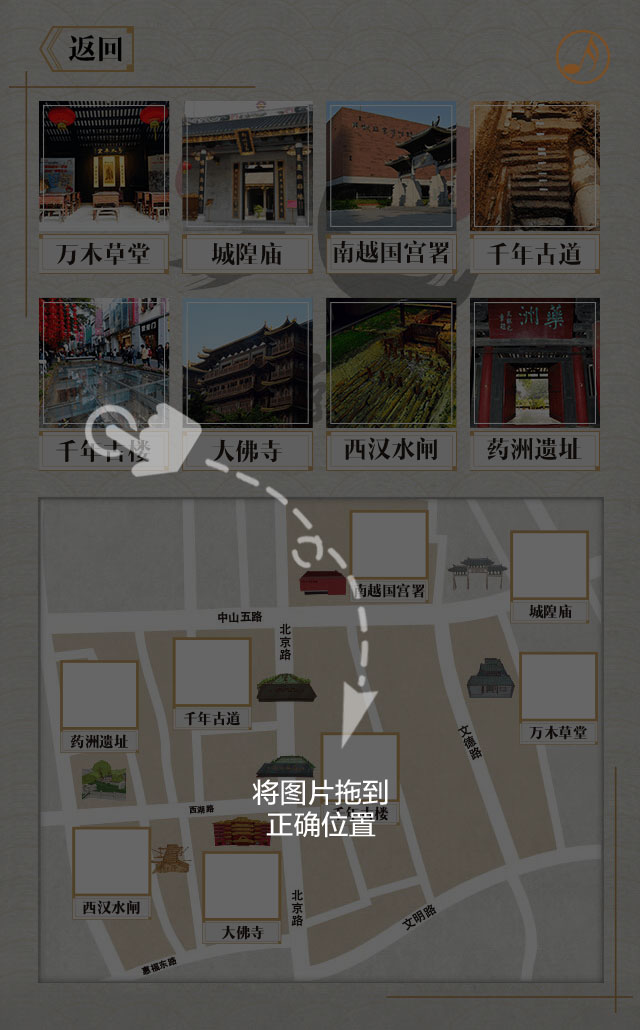 返回
万木草堂
城隍庙
南越国宫署
千年古道
药洲
千年古楼
大佛寺
西汉水闸
药洲遗址
南越国宫署
城隍庙
中山五路
北京路
千年古道
药洲遗址
万木草堂
文德路
将图片拖到
正确位置
千年古楼
西湖路
西汉水闸
大佛寺
北京路
文明路
惠福东路